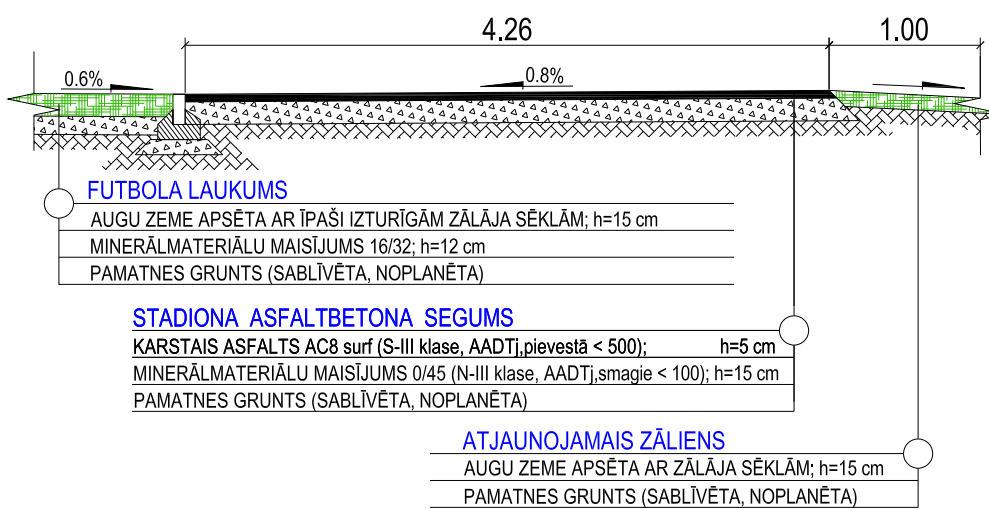 4.26
1.00
0.6%
0.8%
FUTBOLA LAUKUMS
AUGU ZEME APSĒTA AR ĪPAŠI IZTURĪGĀM ZĀLĀJA SĒKLĀM; h=15 cm
MINERĀLMATERIĀLU MAISĪJUMS 16/32; h=12 cm
PAMATNES GRUNTS (SABLĪVĒTA, NOPLANĒTA)
STADIONA ASFALTBETONA SEGUMS
KARSTAIS ASFALTS AC8 surf (S-III klase, AADTj,pievestā < 500); h=5 cm
MINERĀLMATERIĀLU MAISĪJUMS 0/45 (N-III klase, AADTj,smagie < 100); h=15 cm
PAMATNES GRUNTS (SABLĪVĒTA, NOPLANĒTA)
ATJAUNOJAMAIS ZĀLIENS
AUGU ZEME APSĒTA AR ZĀLĀJA SĒKLĀM; h=15 cm
PAMATNES GRUNTS (SABLĪVĒTA, NOPLANĒTA)